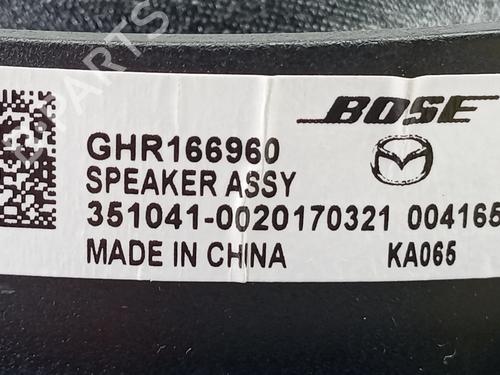 BOSE
GHR166960
SPEAKER ASSY
351041-0020170321 004165
MADE IN CHINA KA065